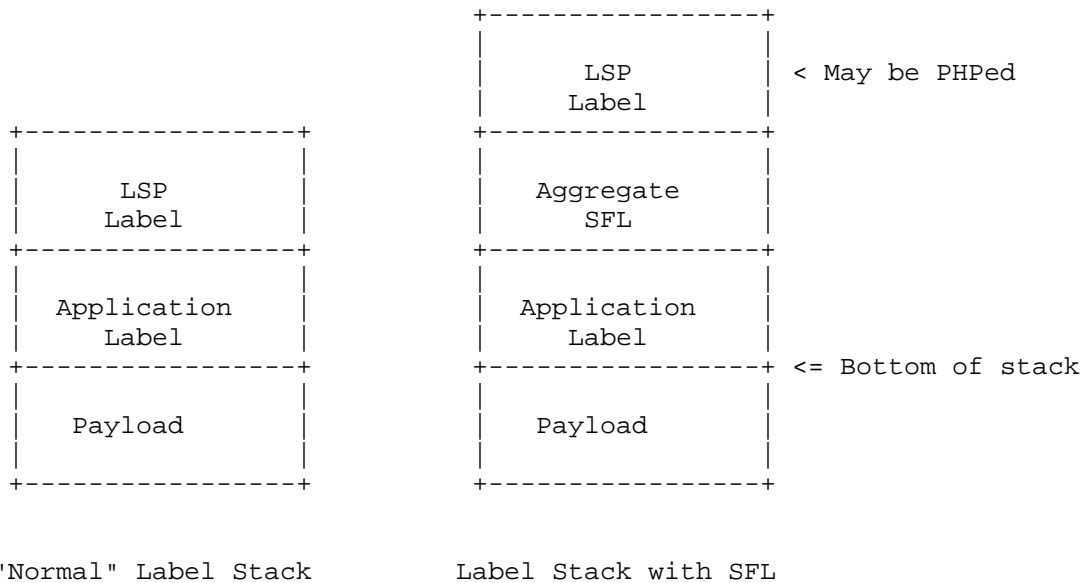 LSP < May be PHPed
Label
LSP Aggregate
Label SFL
Application Application
Label Label
<= Bottom of stack
Payload Payload
"Normal" Label Stack Label Stack with SFL